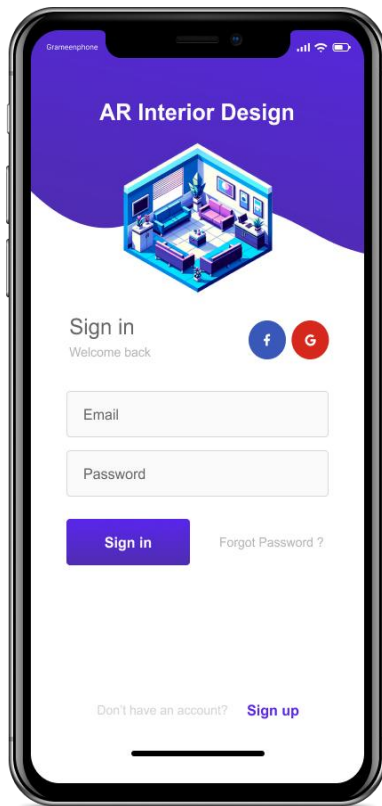 Grameenphone
AR Interior Design
Sign in
Welcome back
f G
Email
Password
Sign in Forgot Password ?
Don't have an account? Sign up